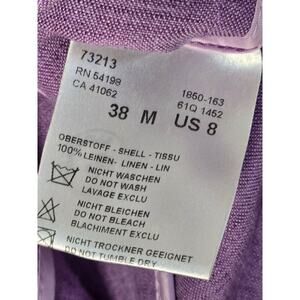 73213
RN 54198
CA 41062
1850-163
61Q 1452
38 M US 8
OBERSTOFF - SHELL - TISSU
100% LEINEN- LINEN - LIN
NICHT WASCHEN
DO NOT WASH
LAVAGE EXCLU
NICHT BLEICHEN
DO NOT BLEACH
BLACHIMENT EXCLU
NICHT TROCKNER GEEIGNET
DO NOT TUMBLE DRY